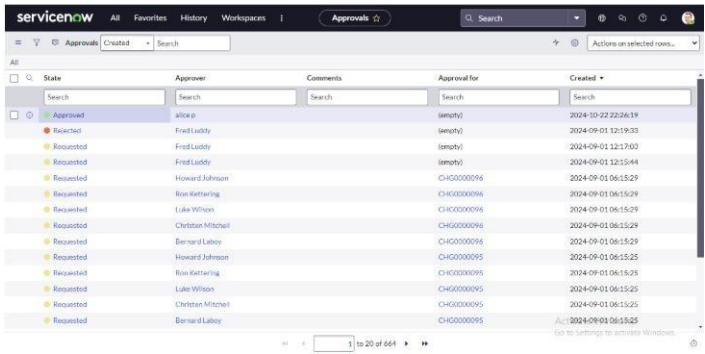 servicenow All Favorites History Workspaces Approvals Search
Approvals Created Search Actions on selected rows...
All
State Approver Comments Approval for Created
Search Search Search Search Search
Approved alice p (empty) 2024-10-22 22:26:19
Rejected Fred Luddy (empty) 2024-09-01 12:19:33
Requested Fred Luddy (empty) 2024-09-01 12:17:00
Requested Fred Luddy (empty) 2024-09-01 12:15:44
Requested Howard Johnson CHG0000096 2024-09-01 06:15:29
Requested Ron Kettering CHG0000096 2024-09-01 06:15:29
Requested Luke Wilson CHG0000096 2024-09-01 06:15:29
Requested Christen Mitchell CHG0000096 2024-09-01 06:15:29
Requested Bernard Laboy CHG0000096 2024-09-01 06:15:29
Requested Howard Johnson CHG0000095 2024-09-01 06:15:25
Requested Ron Kettering CHG0000095 2024-09-01 06:15:25
Requested Luke Wilson CHG0000095 2024-09-01 06:15:25
Requested Christen Mitchell CHG0000095 2024-09-01 06:15:25
Requested Bernard Laboy CHG0000095 2024-09-01 06:15:25
Go to Settings to activate Windows.
1 to 20 of 664